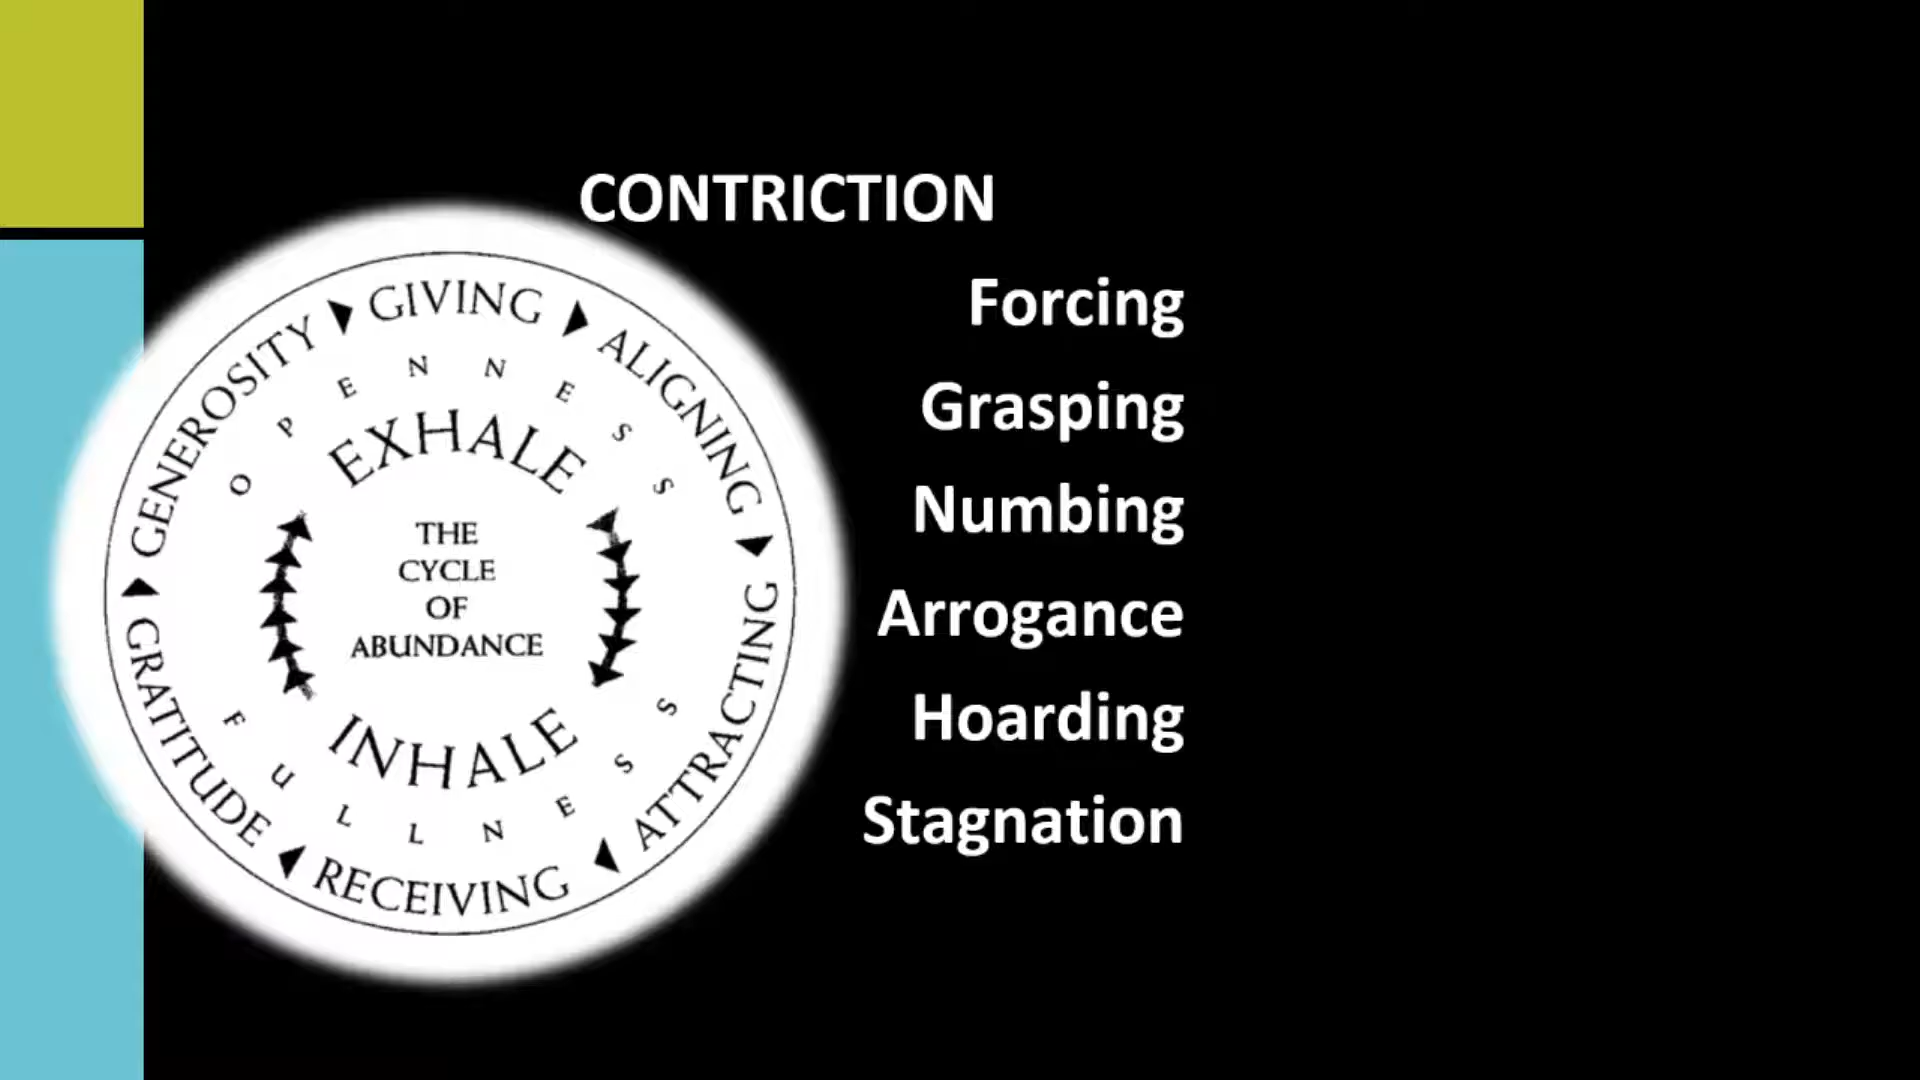 CONTRICTION
Forcing
Grasping
Numbing
Arrogance
Hoarding
Stagnation
GIVING
ALIGNING
ATTRACTING
RECEIVING
GRATITUDE
GENEROSITY
OPENNESS
EXHALE
THE
CYCLE
OF
ABUNDANCE
INHALE
FULLNESS